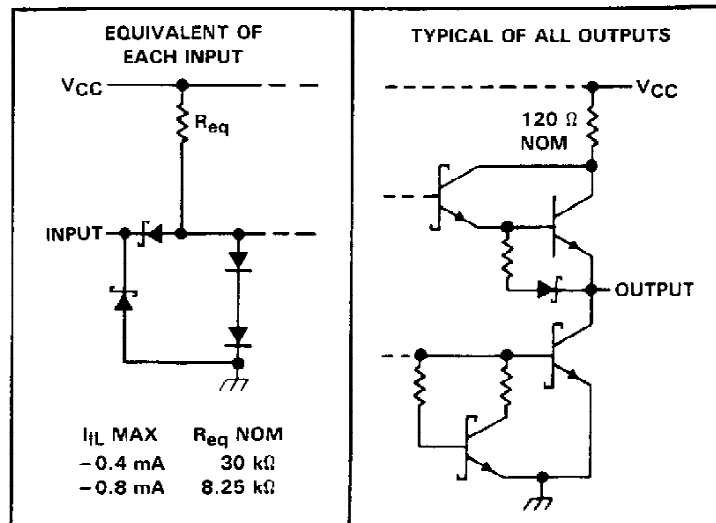 EQUIVALENT OF
EACH INPUT
VCC
Req
INPUT
IIL MAX Req NOM
−0.4 mA 30 kΩ
−0.8 mA 8.25 kΩ
TYPICAL OF ALL OUTPUTS
VCC
120 Ω
NOM
OUTPUT